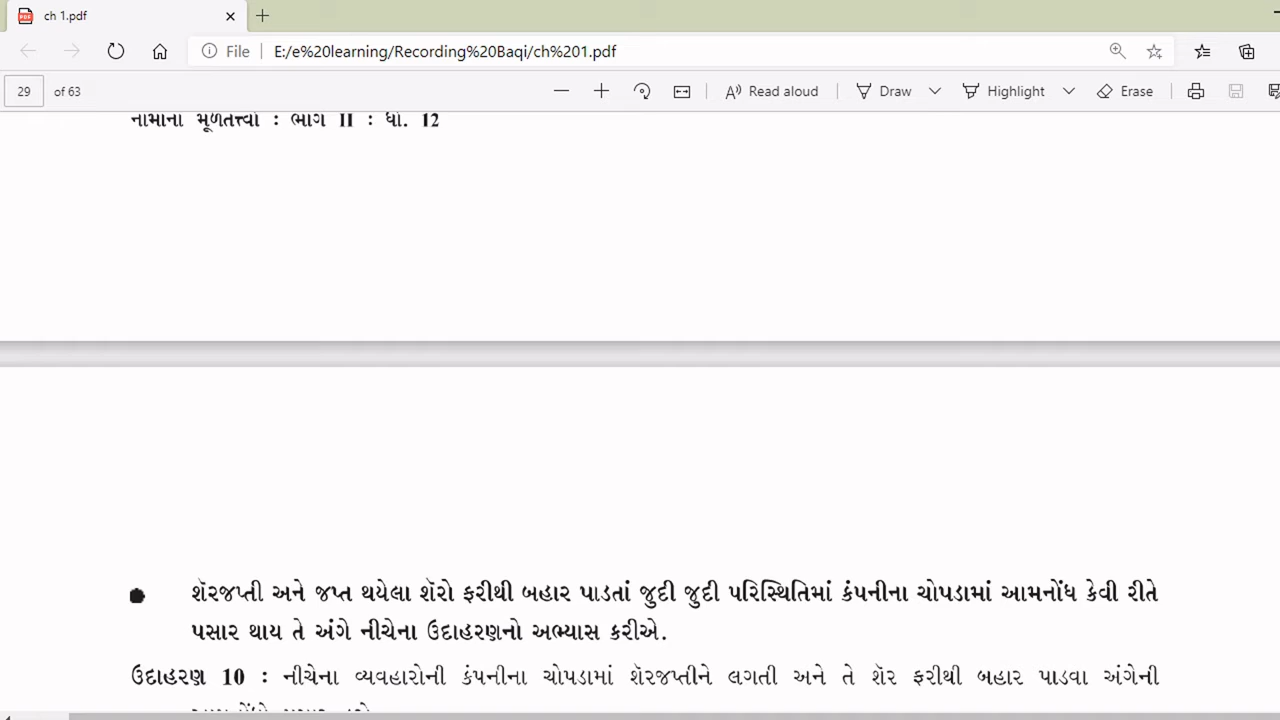 ch 1.pdf
File E:/e%20learning/Recording%20Baqi/ch%201.pdf
29 of 63 Read aloud Draw Highlight Erase
નામાનાં મૂળતત્ત્વો : ભાગ II : ધો. 12
● શૅરજપ્તી અને જપ્ત થયેલા શૅરો ફરીથી બહાર પાડતાં જુદી જુદી પરિસ્થિતિમાં કંપનીના ચોપડામાં આમનોંધ કેવી રીતે
પસાર થાય તે અંગે નીચેના ઉદાહરણનો અભ્યાસ કરીએ.
ઉદાહરણ 10 : નીચેના વ્યવહારોની કંપનીના ચોપડામાં શૅરજપ્તીને લગતી અને તે શૅર ફરીથી બહાર પાડવા અંગેની